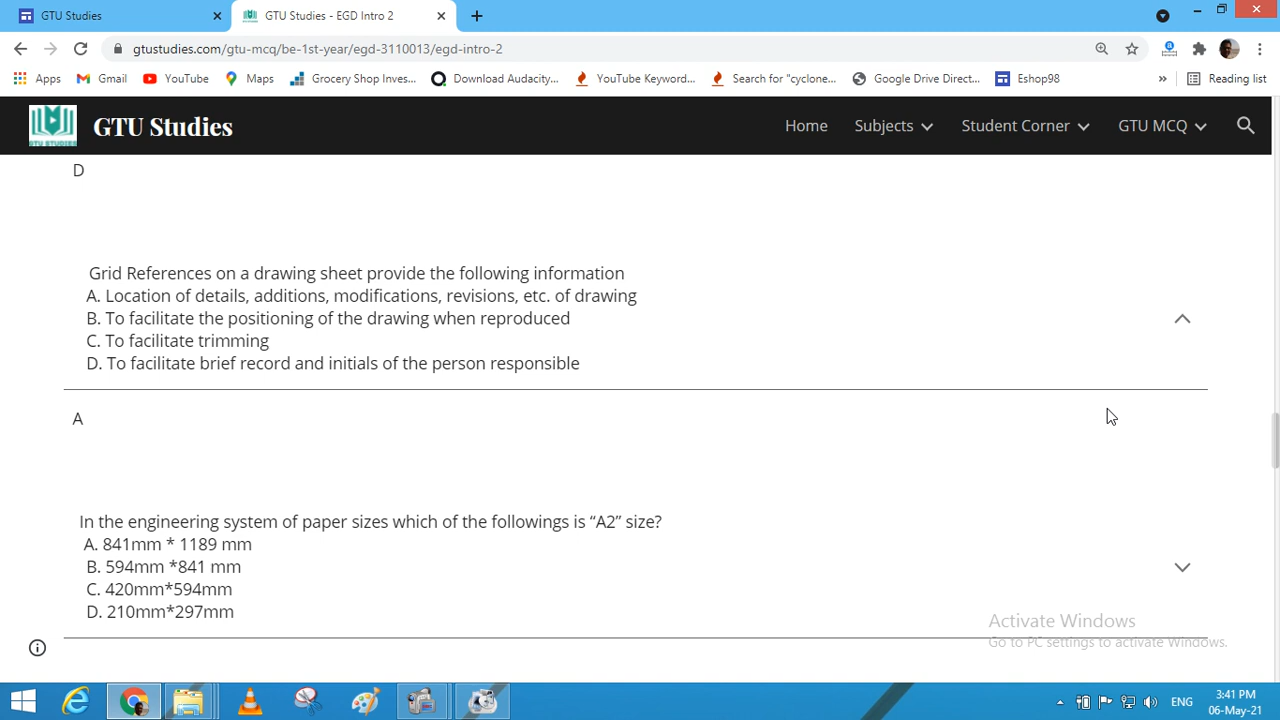 GTU Studies
GTU Studies - EGD Intro 2
gtustudies.com/gtu-mcq/be-1st-year/egd-3110013/egd-intro-2
Apps
Gmail
YouTube
Maps
Grocery Shop Inves...
Download Audacity...
YouTube Keyword...
Search for "cyclone...
Google Drive Direct...
Eshop98
»
Reading list
GTU Studies
Home
Subjects
Student Corner
GTU MCQ
D
Grid References on a drawing sheet provide the following information
A. Location of details, additions, modifications, revisions, etc. of drawing
B. To facilitate the positioning of the drawing when reproduced
C. To facilitate trimming
D. To facilitate brief record and initials of the person responsible
A
In the engineering system of paper sizes which of the followings is “A2” size?
A. 841mm * 1189 mm
B. 594mm *841 mm
C. 420mm*594mm
D. 210mm*297mm
Activate Windows
Go to PC settings to activate Windows.
ENG
3:41 PM
06-May-21